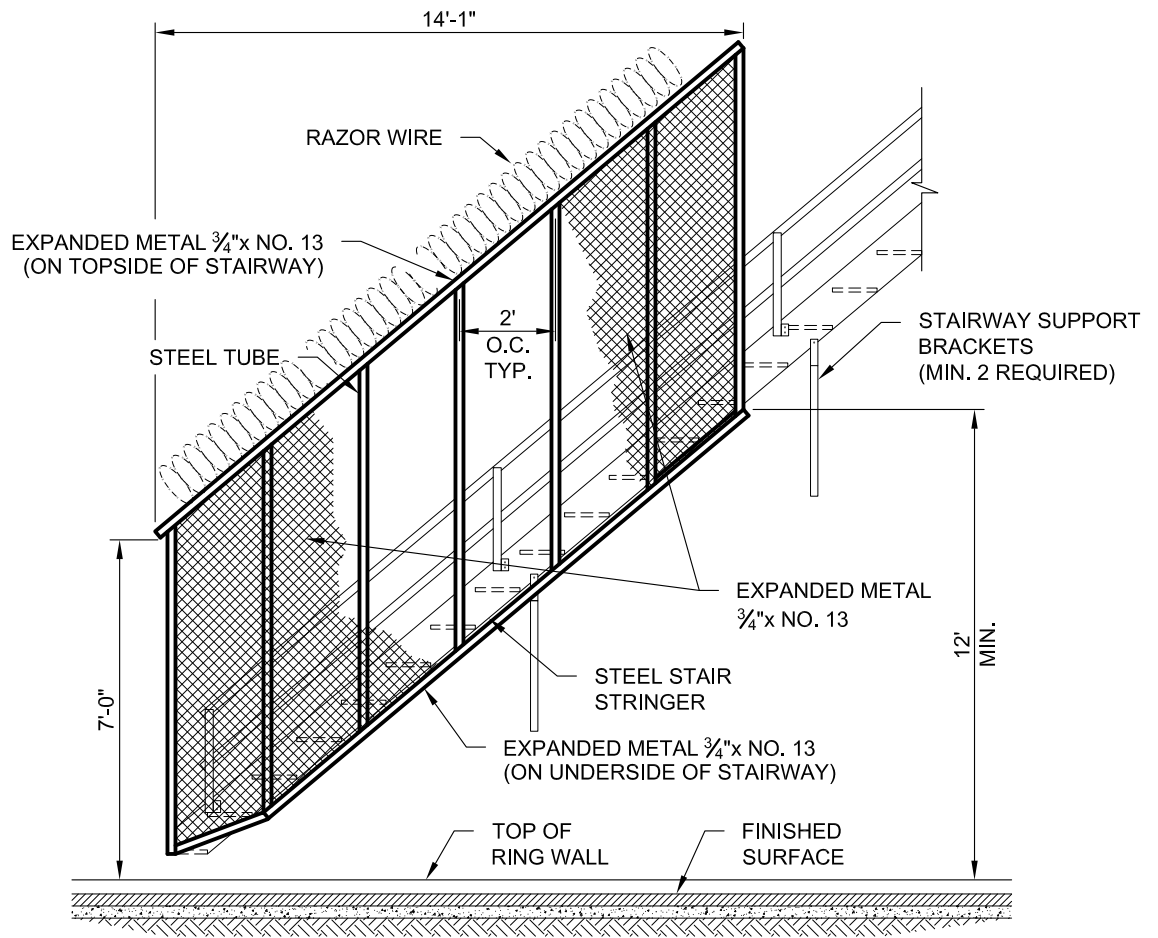 14'-1"
RAZOR WIRE
EXPANDED METAL ¾"x NO. 13
(ON TOPSIDE OF STAIRWAY)
STEEL TUBE
2'
O.C.
TYP.
STAIRWAY SUPPORT
BRACKETS
(MIN. 2 REQUIRED)
EXPANDED METAL
¾"x NO. 13
12'
MIN.
7'-0"
STEEL STAIR
STRINGER
EXPANDED METAL ¾"x NO. 13
(ON UNDERSIDE OF STAIRWAY)
TOP OF
RING WALL
FINISHED
SURFACE